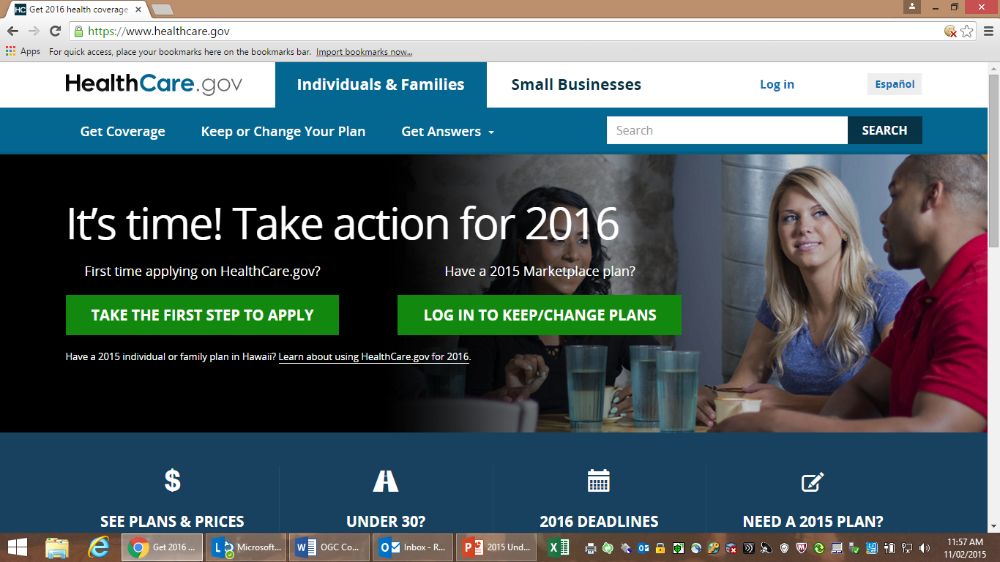 HC Get 2016 health coverage
https://www.healthcare.gov
Apps For quick access, place your bookmarks here on the bookmarks bar. Import bookmarks now...
HealthCare.gov Individuals & Families Small Businesses Log in Español
Get Coverage Keep or Change Your Plan Get Answers Search SEARCH
It's time! Take action for 2016
First time applying on HealthCare.gov? Have a 2015 Marketplace plan?
TAKE THE FIRST STEP TO APPLY LOG IN TO KEEP/CHANGE PLANS
Have a 2015 individual or family plan in Hawaii? Learn about using HealthCare.gov for 2016.
SEE PLANS & PRICES UNDER 30? 2016 DEADLINES NEED A 2015 PLAN?
Get 2016 ... Microsoft... OGC Co... Inbox - R... 2015 Und... 11:57 AM
11/02/2015